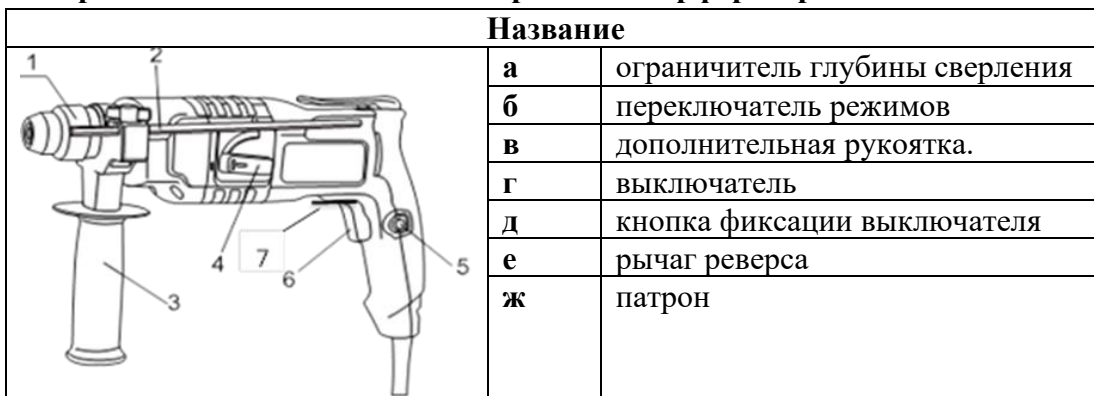 Название
1
2
3
4
7
6
5
а ограничитель глубины сверления
б переключатель режимов
в дополнительная рукоятка.
г выключатель
д кнопка фиксации выключателя
е рычаг реверса
ж патрон